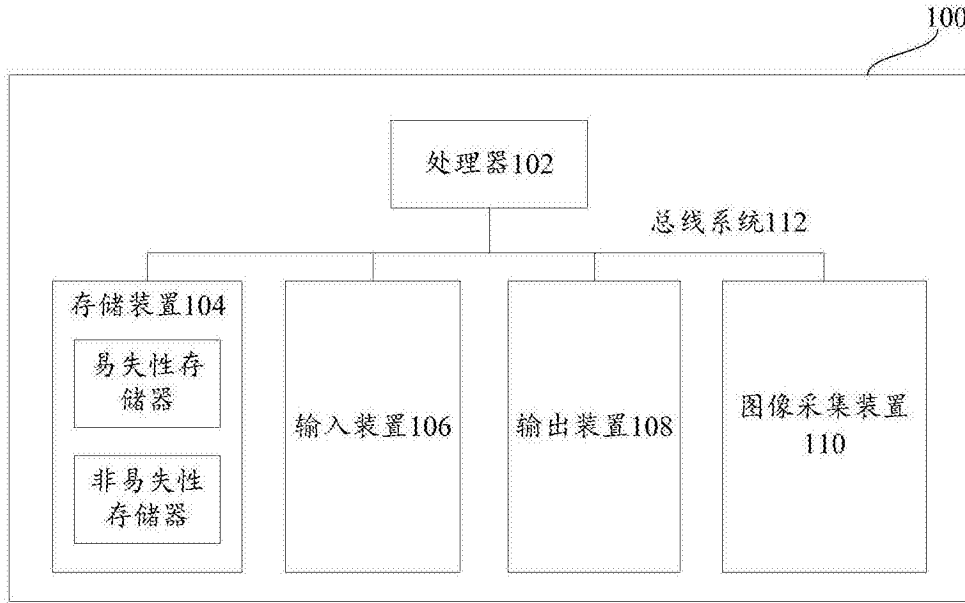 100
处理器102
总线系统112
存储装置104
易失性存
储器
非易失性
存储器
输入装置106
输出装置108
图像采集装置
110